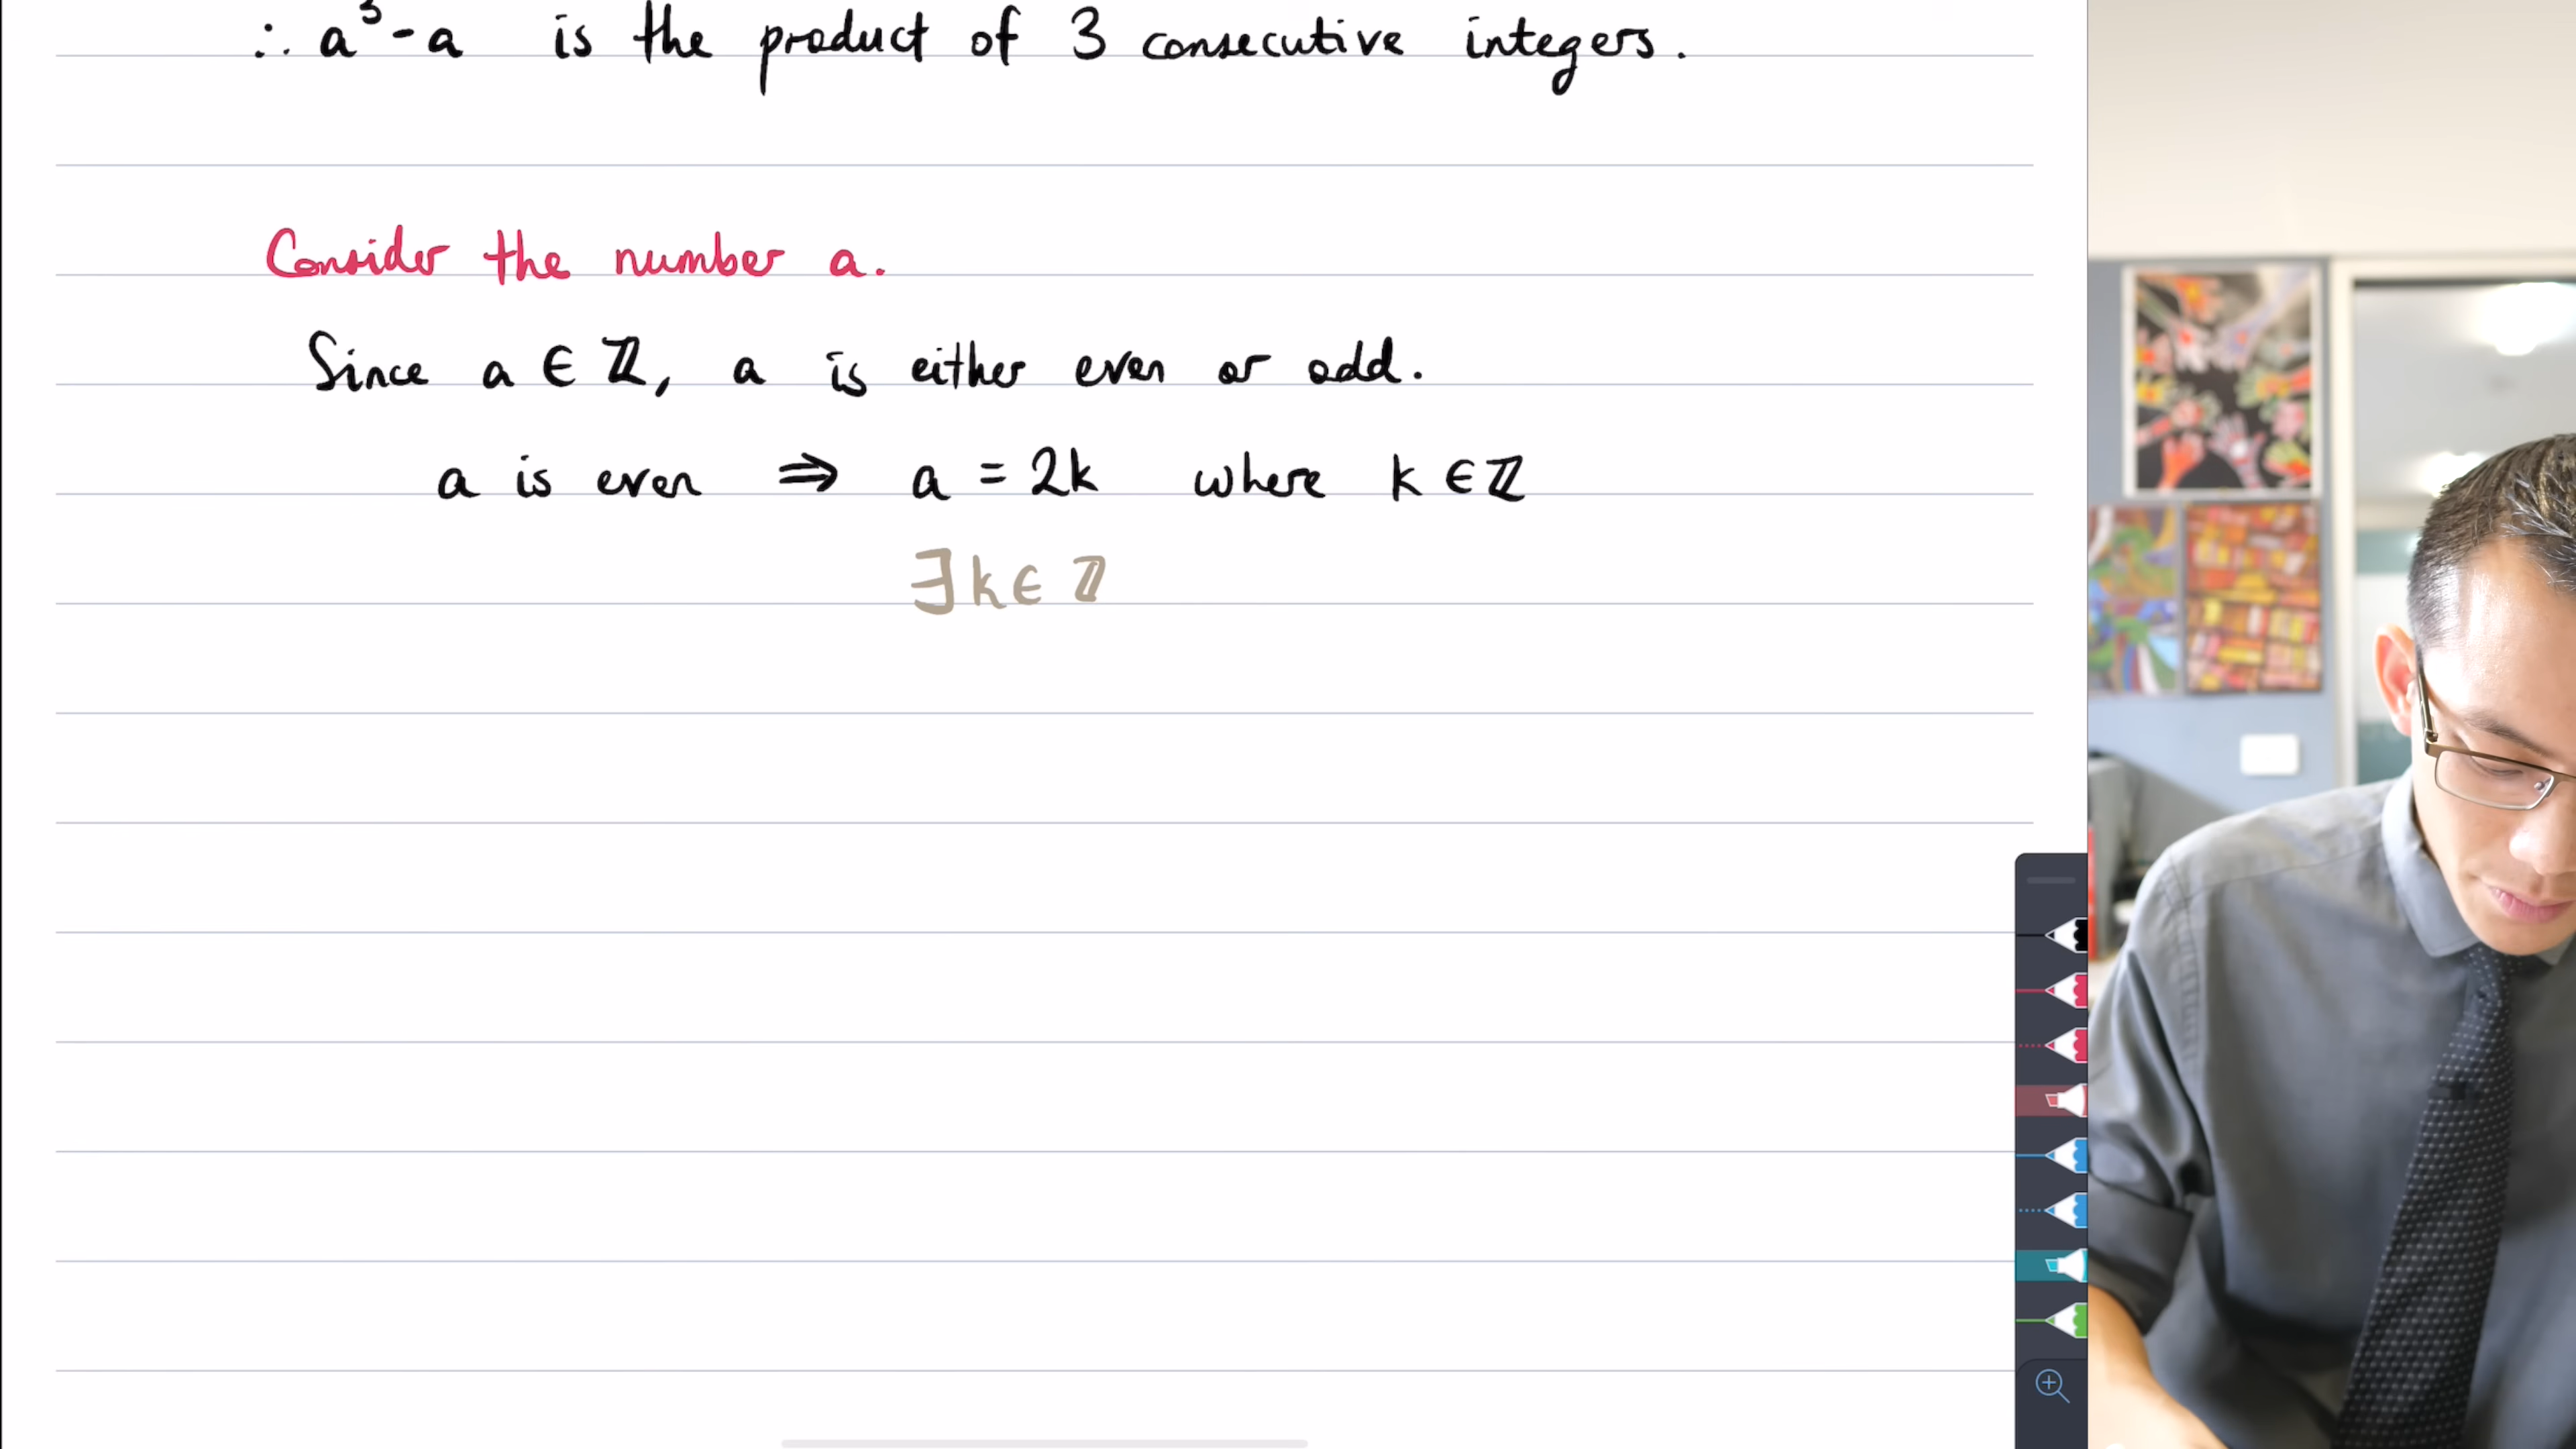 ∴ a³-a is the product of 3 consecutive integers.
Consider the number a.
Since a ∈ ℤ, a is either even or odd.
a is even ⇒ a = 2k where k ∈ ℤ
∃ k ∈ ℤ